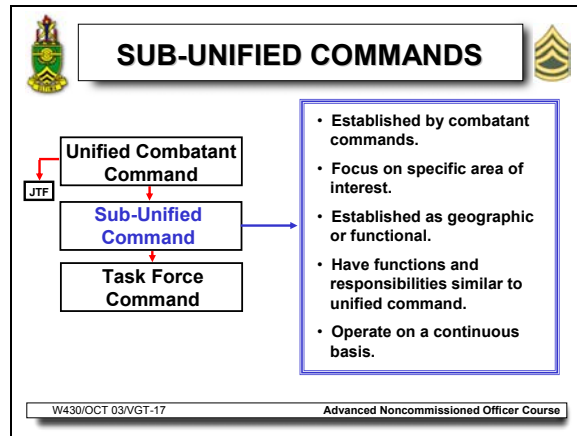 SUB-UNIFIED COMMANDS
Unified Combatant
Command
JTF
Sub-Unified
Command
Task Force
Command
• Established by combatant
commands.
• Focus on specific area of
interest.
• Established as geographic
or functional.
• Have functions and
responsibilities similar to
unified command.
• Operate on a continuous
basis.
W430/OCT 03/VGT-17
Advanced Noncommissioned Officer Course